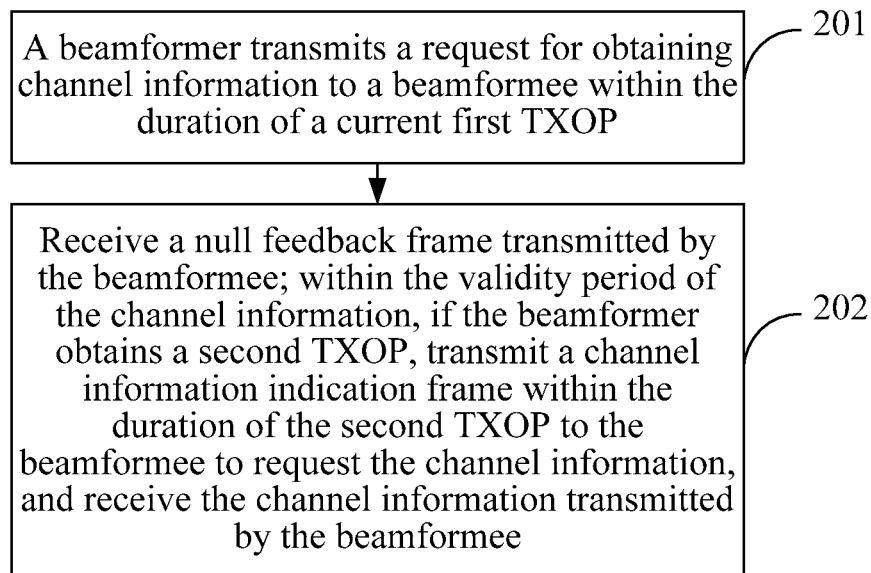 A beamformer transmits a request for obtaining
channel information to a beamformee within the
duration of a current first TXOP
201
Receive a null feedback frame transmitted by
the beamformee; within the validity period of
the channel information, if the beamformer
obtains a second TXOP, transmit a channel
information indication frame within the
duration of the second TXOP to the
beamformee to request the channel information,
and receive the channel information transmitted
by the beamformee
202